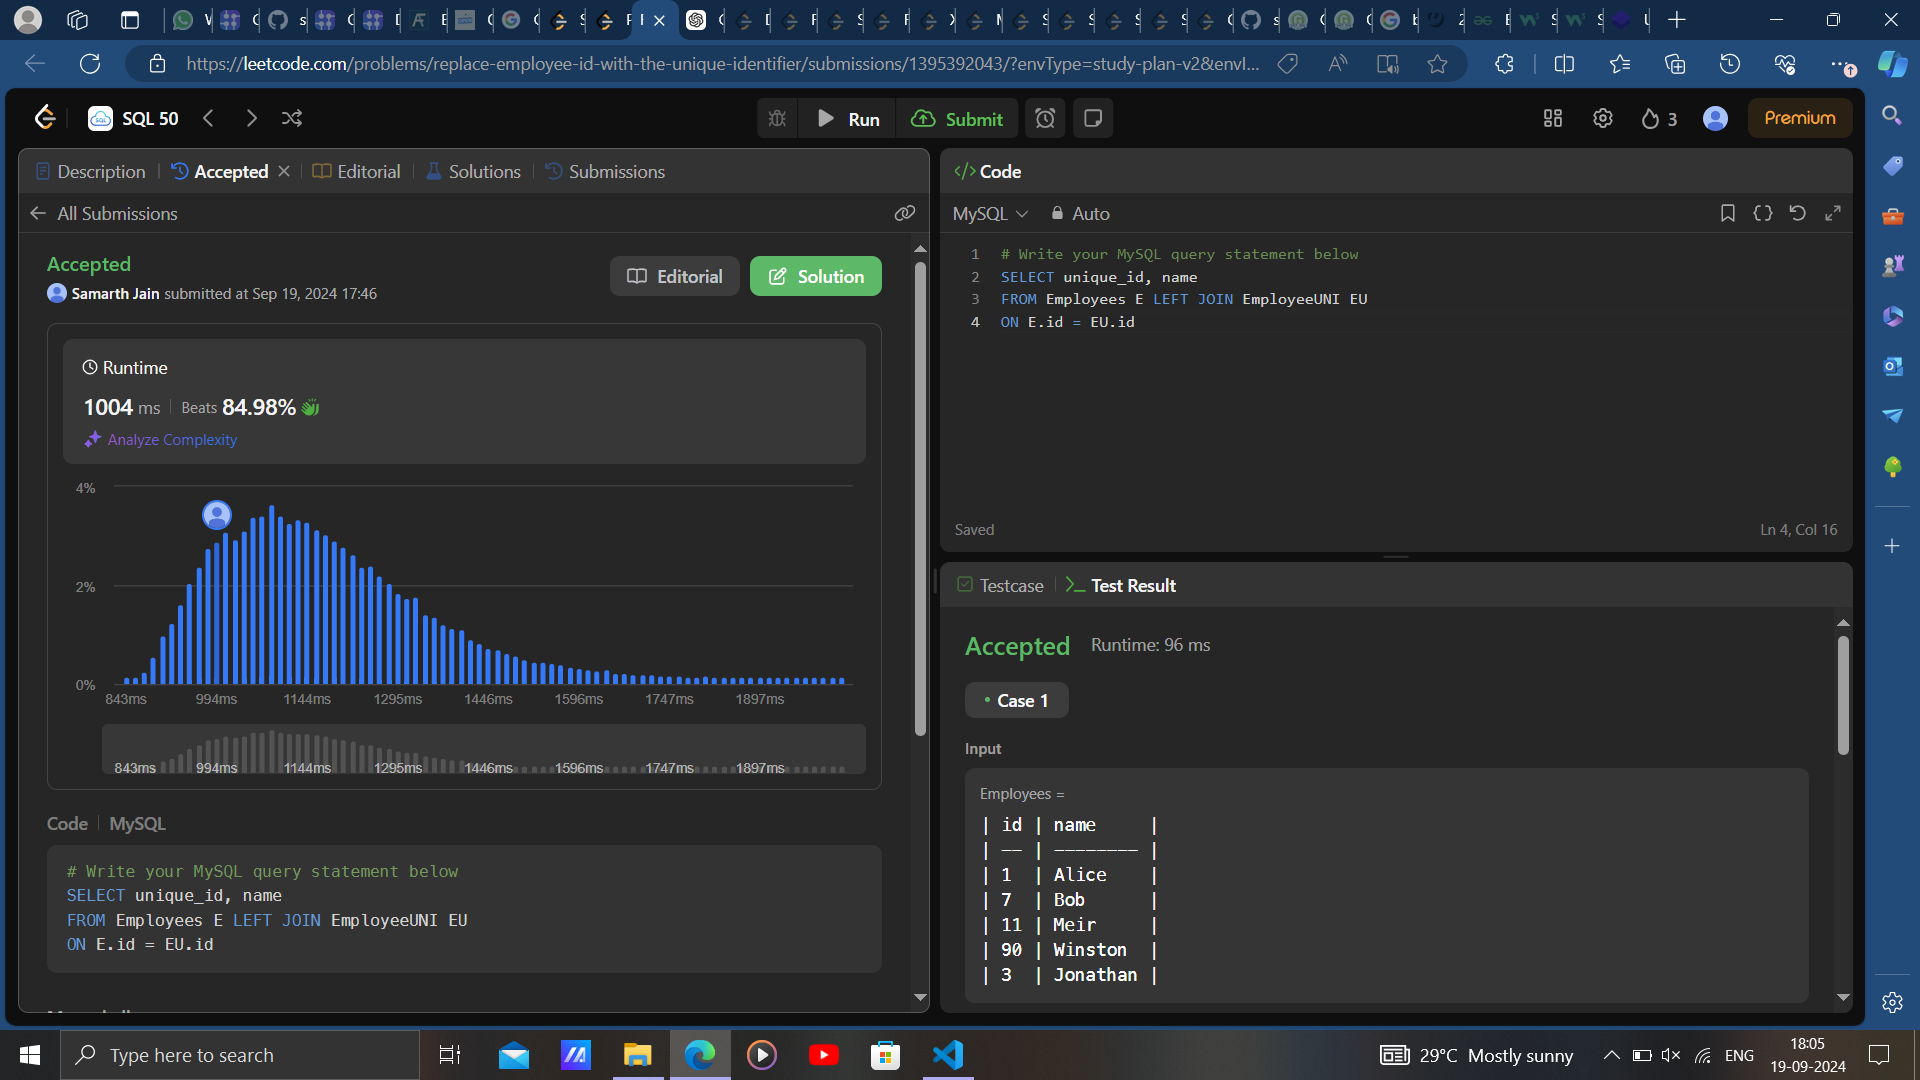 https://leetcode.com/problems/replace-employee-id-with-the-unique-identifier/submissions/1395392043/?envType=study-plan-v2&envI...
SQL 50
Run
Submit
3
Premium
Description
Accepted
Editorial
Solutions
Submissions
All Submissions
Accepted
Samarth Jain submitted at Sep 19, 2024 17:46
Editorial
Solution
Runtime
1004 ms
Beats 84.98%
Analyze Complexity
4%
2%
0%
843ms 994ms 1144ms 1295ms 1446ms 1596ms 1747ms 1897ms
843ms 994ms 1144ms 1295ms 1446ms 1596ms 1747ms 1897ms
Code | MySQL
# Write your MySQL query statement below
SELECT unique_id, name
FROM Employees E LEFT JOIN EmployeeUNI EU
ON E.id = EU.id
</> Code
MySQL
Auto
1 # Write your MySQL query statement below
2 SELECT unique_id, name
3 FROM Employees E LEFT JOIN EmployeeUNI EU
4 ON E.id = EU.id
Saved
Ln 4, Col 16
Testcase
Test Result
Accepted
Runtime: 96 ms
• Case 1
Input
Employees =
| id | name     |
| -- | -------- |
| 1  | Alice    |
| 7  | Bob      |
| 11 | Meir     |
| 90 | Winston  |
| 3  | Jonathan |
Type here to search
29°C Mostly sunny
ENG
18:05
19-09-2024